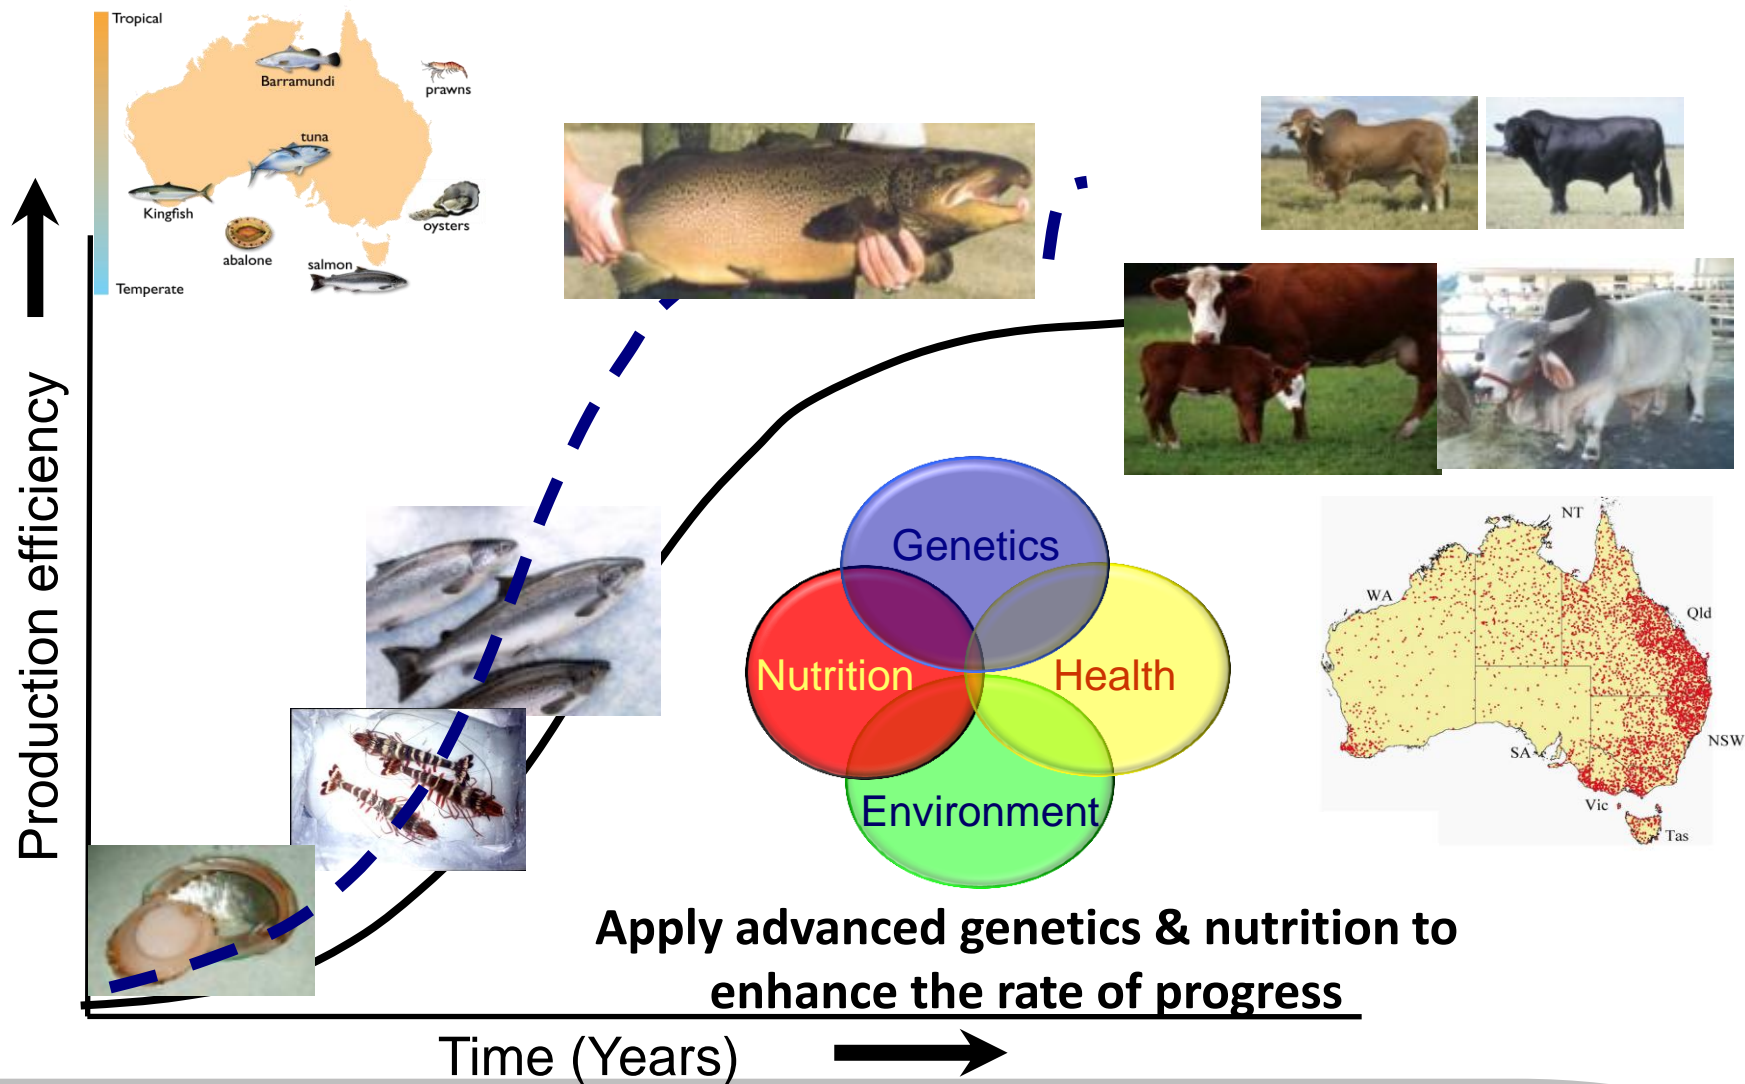 Tropical
Barramundi
prawns
tuna
Kingfish
oysters
abalone
salmon
Temperate
Production efficiency
Genetics
Nutrition
Health
Environment
NT
WA
Qld
SA
NSW
Vic
Tas
Apply advanced genetics & nutrition to
enhance the rate of progress
Time (Years)